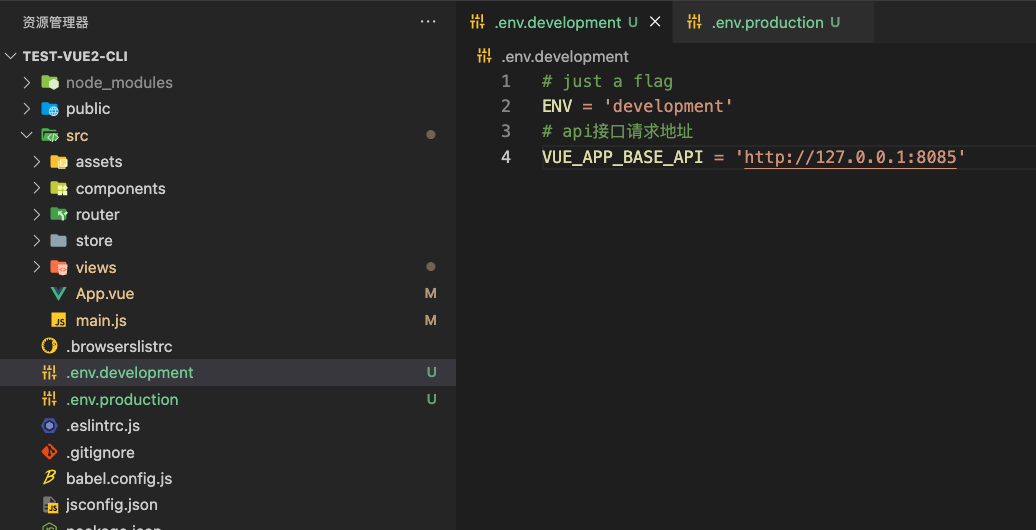 资源管理器 ···
TEST-VUE2-CLI
node_modules
public
src
assets
components
router
store
views
App.vue M
main.js M
.browserslistrc
.env.development U
.env.production U
.eslintrc.js
.gitignore
babel.config.js
jsconfig.json
package.json
.env.development U
.env.production U
.env.development
1 # just a flag
2 ENV = 'development'
3 # api接口请求地址
4 VUE_APP_BASE_API = 'http://127.0.0.1:8085'